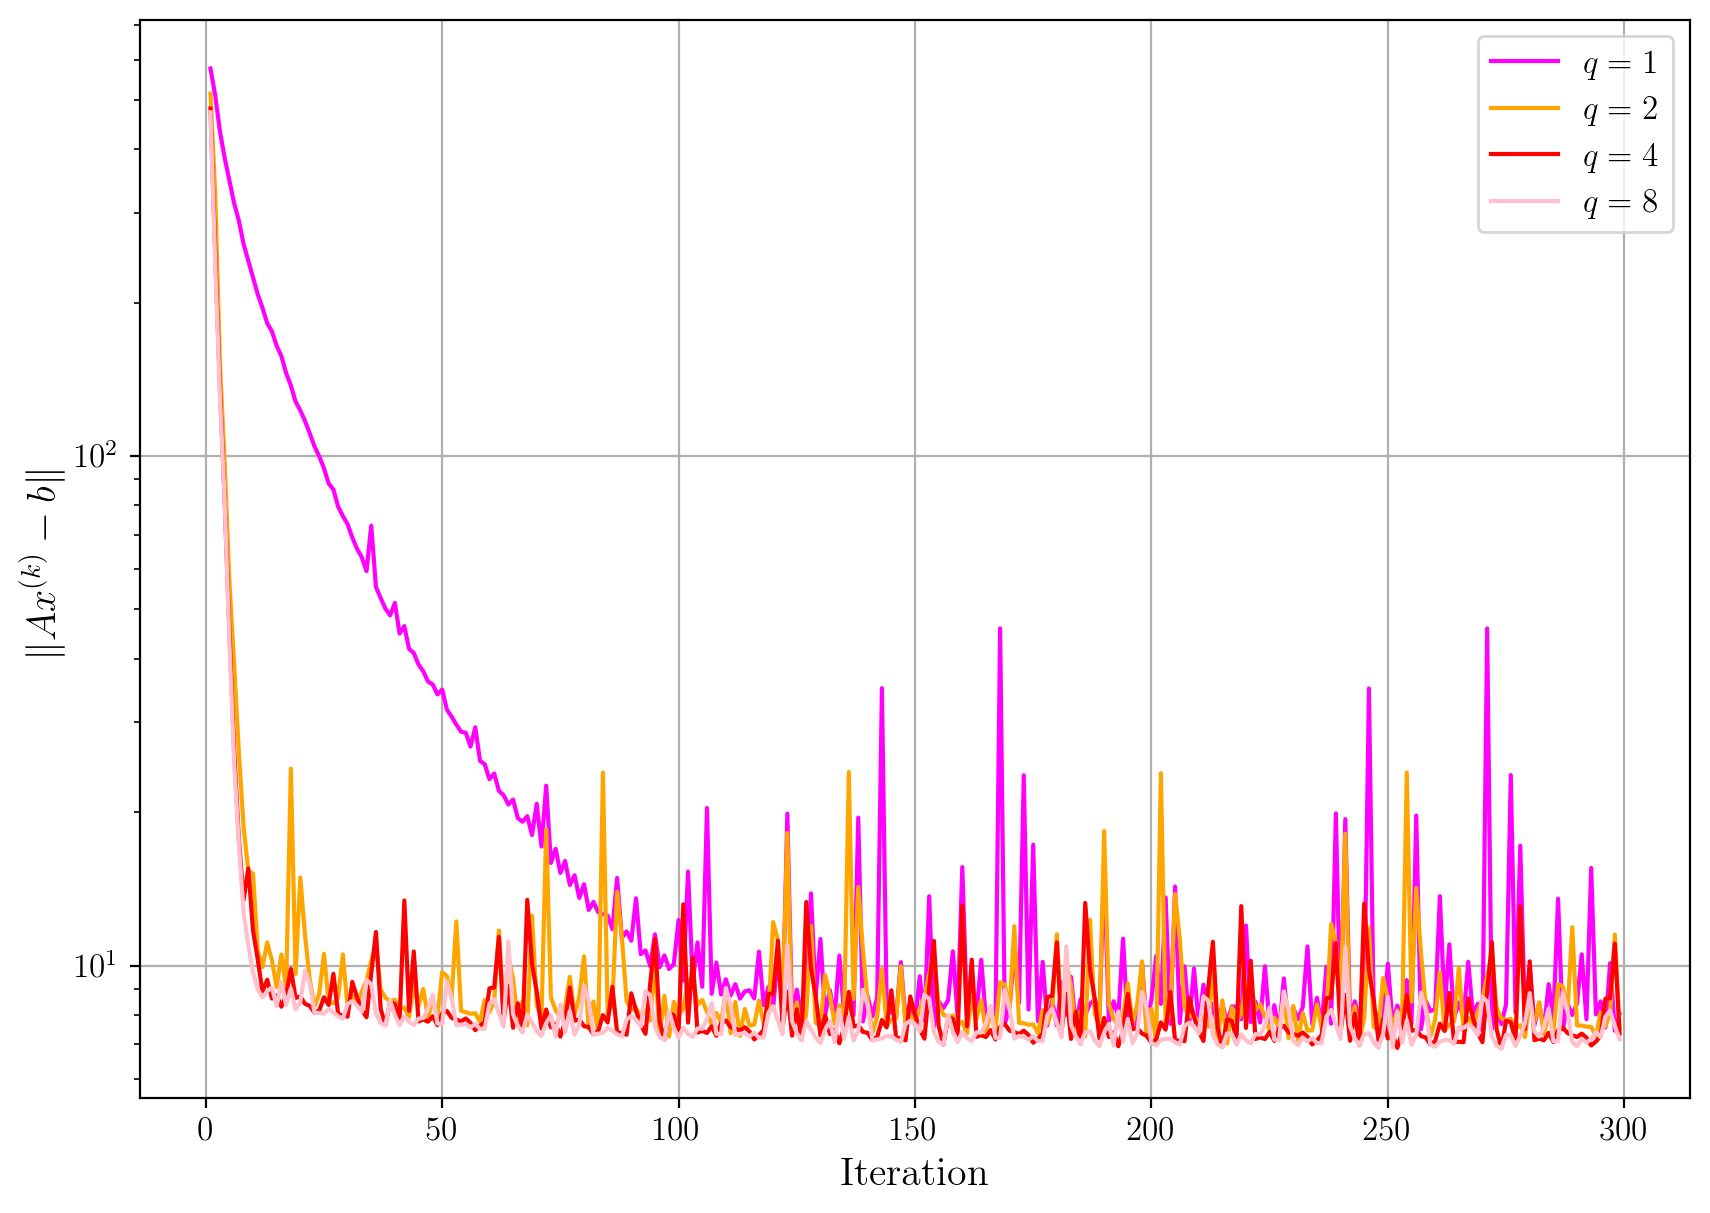 q = 1
q = 2
q = 4
q = 8
||Ax^{(k)} − b||
10^2
10^1
0 50 100 150 200 250 300
Iteration